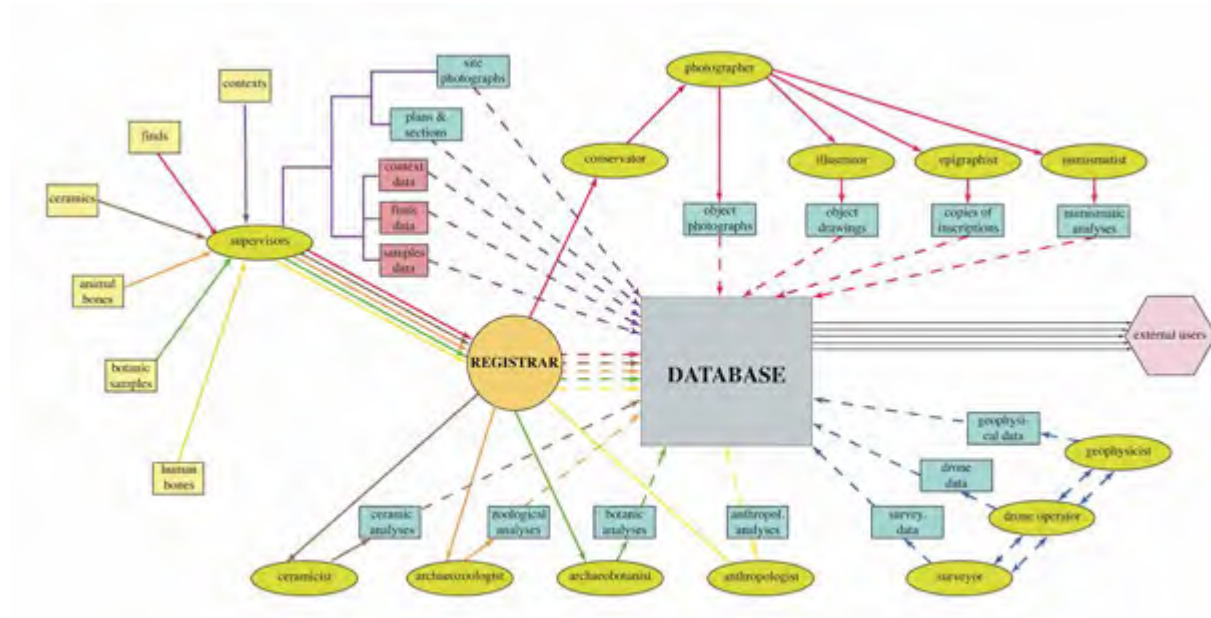 site
photographs
photographer
contexts
plans &
sections
finds
conservator
illustrator
epigraphist
numismatist
context
data
ceramics
object
photographs
object
drawings
copies of
inscriptions
numismatic
analyses
finds
data
supervisors
samples
data
animal
bones
external users
REGISTRAR
DATABASE
botanic
samples
geophysi-
cal data
geophysicist
human
bones
drone
data
ceramic
analyses
zoological
analyses
botanic
analyses
anthropol.
analyses
survey.
data
drone operator
ceramicist
archaeozoologist
archaeobotanist
anthropologist
surveyor